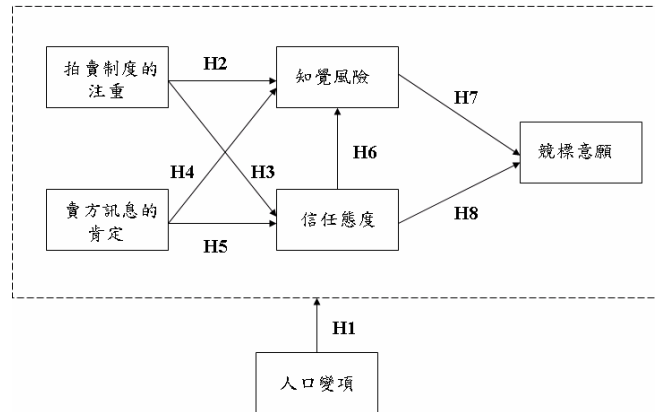 拍賣制度的
注重
H2
知覺風險
H7
H4
H3
H6
競標意願
賣方訊息的
肯定
H5
信任態度
H8
H1
人口變項